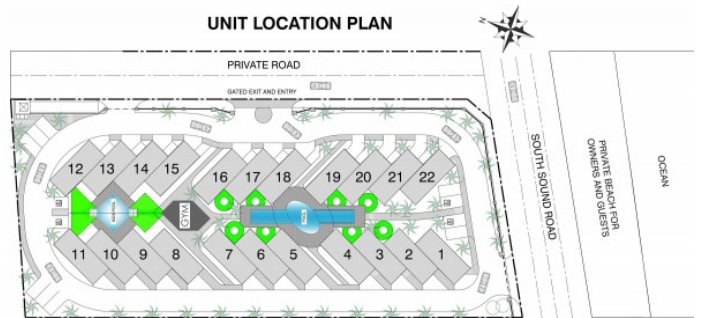 UNIT LOCATION PLAN
N
PRIVATE ROAD
GATED EXIT AND ENTRY
12 13 14 15 16 17 18 19 20 21 22
GYM
POOL
11 10 9 8 7 6 5 4 3 2 1
SOUTH SOUND ROAD
PRIVATE BEACH FOR
OWNERS AND GUESTS
OCEAN